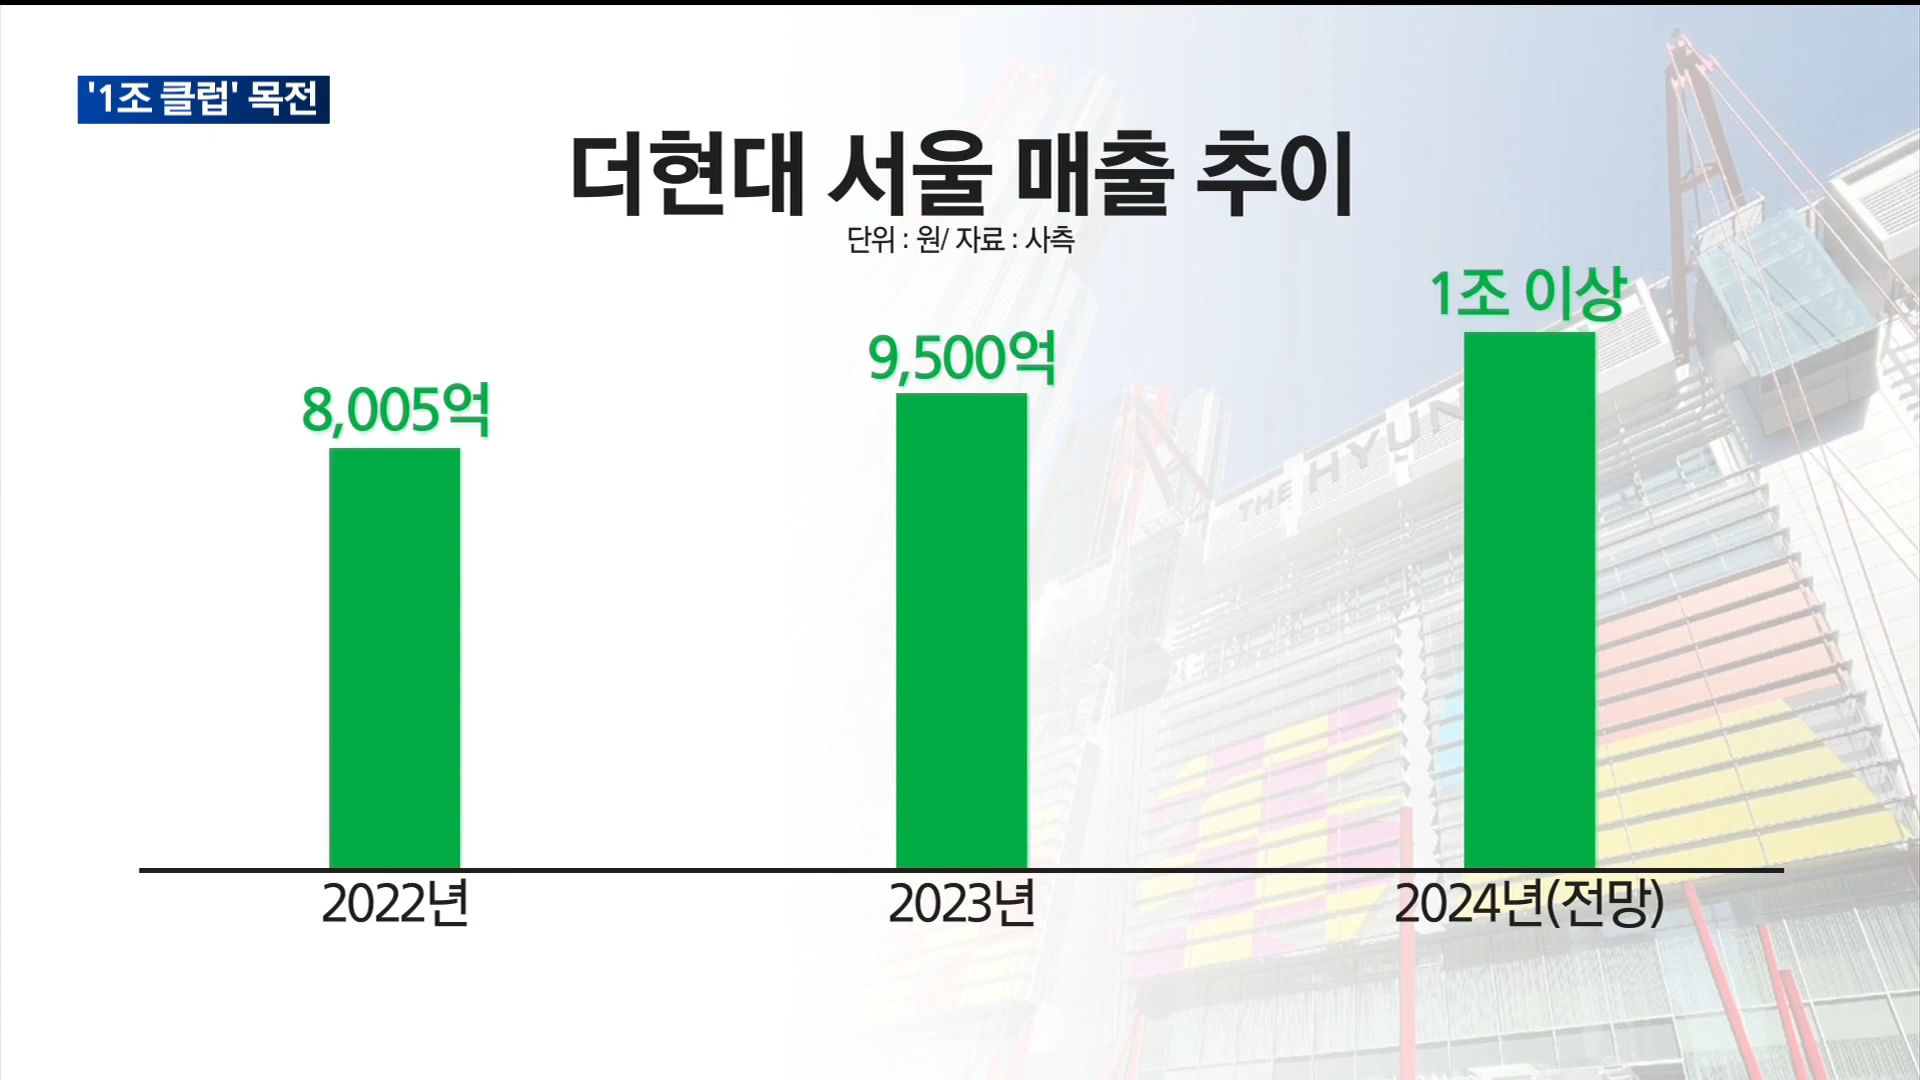 '1조 클럽' 목전
더현대 서울 매출 추이
단위 : 원/ 자료 : 사측
8,005억
9,500억
1조 이상
THE HYUN
2022년
2023년
2024년(전망)